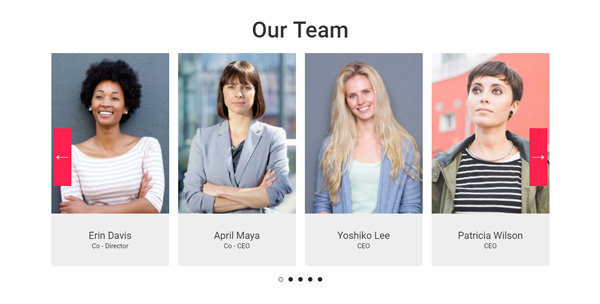 Our Team
Erin Davis
Co - Director
April Maya
Co - CEO
Yoshiko Lee
CEO
Patricia Wilson
CEO